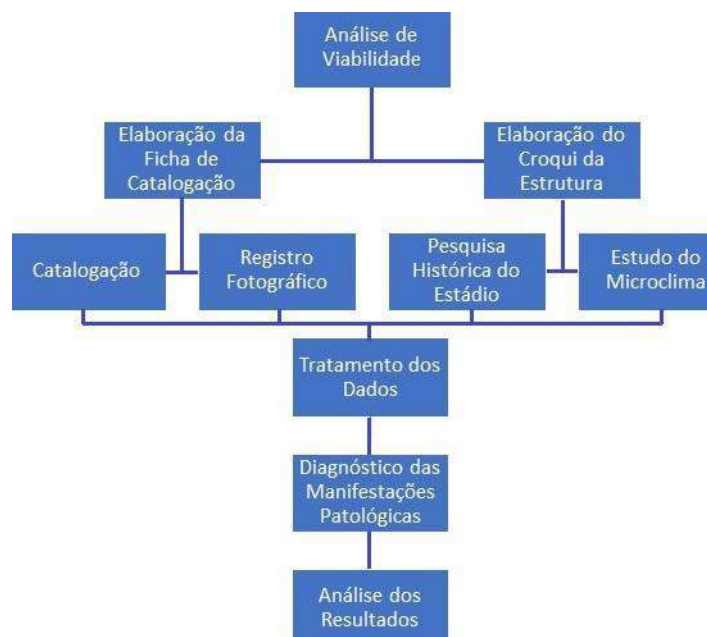 Análise de
Viabilidade
Elaboração da
Ficha de
Catalogação
Elaboração do
Croqui da
Estrutura
Catalogação
Registro
Fotográfico
Pesquisa
Histórica do
Estádio
Estudo do
Microclima
Tratamento dos
Dados
Diagnóstico das
Manifestações
Patológicas
Análise dos
Resultados